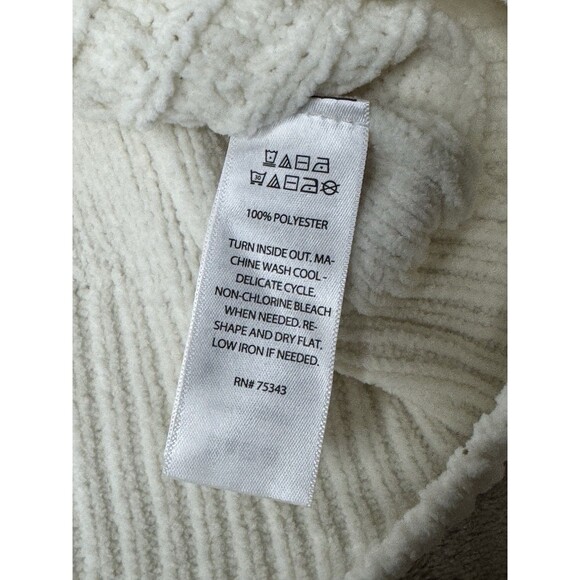 100% POLYESTER
TURN INSIDE OUT. MA-
CHINE WASH COOL -
DELICATE CYCLE.
NON-CHLORINE BLEACH
WHEN NEEDED. RE-
SHAPE AND DRY FLAT.
LOW IRON IF NEEDED.
RN# 75343